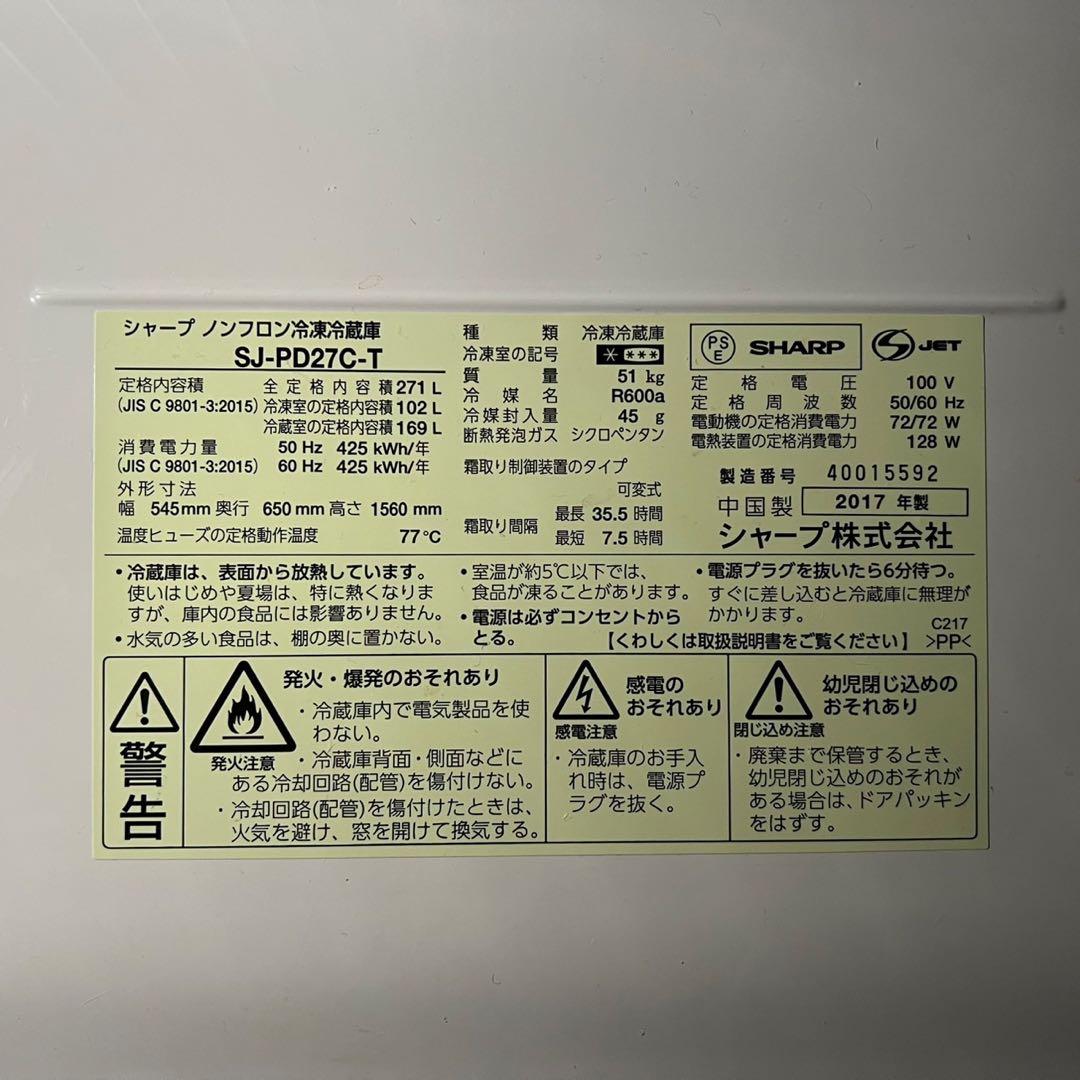 シャープ ノンフロン冷凍冷蔵庫
SJ-PD27C-T
定格内容積 全定格内容積 271 L
(JIS C 9801-3:2015) 冷凍室の定格内容積 102 L
冷蔵室の定格内容積 169 L
消費電力量 50 Hz 425 kWh/年
(JIS C 9801-3:2015) 60 Hz 425 kWh/年
外形寸法
幅 545mm 奥行 650 mm 高さ 1560 mm
温度ヒューズの定格動作温度 77℃
種類 冷凍冷蔵庫
冷凍室の記号 * ***
質量 51 kg
冷媒名 R600a
冷媒封入量 45 g
断熱発泡ガス シクロペンタン
霜取り制御装置のタイプ
可変式
霜取り間隔 最長 35.5 時間
最短 7.5 時間
PS
E
SHARP
S JET
定格電圧 100 V
定格周波数 50/60 Hz
電動機の定格消費電力 72/72 W
電熱装置の定格消費電力 128 W
製造番号 40015592
中国製 2017 年製
シャープ株式会社
・冷蔵庫は、表面から放熱しています。
使いはじめや夏場は、特に熱くなりま
すが、庫内の食品には影響ありません。
・水気の多い食品は、棚の奥に置かない。
・室温が約5℃以下では、
食品が凍ることがあります。
・電源は必ずコンセントから
とる。
・電源プラグを抜いたら6分待つ。
すぐに差し込むと冷蔵庫に無理が
かかります。
C217
【くわしくは取扱説明書をご覧ください】 >PP<
警告
発火注意
発火・爆発のおそれあり
・冷蔵庫内で電気製品を使
わない。
・冷蔵庫背面・側面などに
ある冷却回路(配管)を傷付けない。
・冷却回路(配管)を傷付けたときは、
火気を避け、窓を開けて換気する。
感電注意
感電の
おそれあり
・冷蔵庫のお手入
れ時は、電源プ
ラグを抜く。
閉じ込め注意
幼児閉じ込めの
おそれあり
・廃棄まで保管するとき、
幼児閉じ込めのおそれが
ある場合は、ドアパッキン
をはずす。